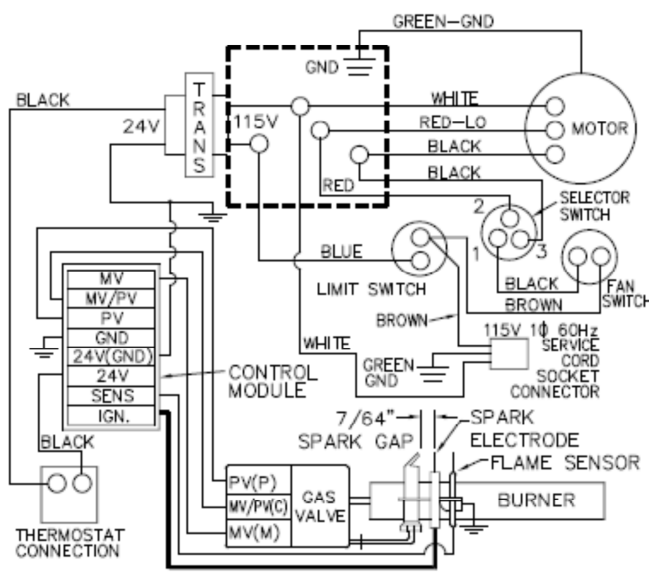 GREEN-GND
GND
BLACK
TRANS
24V
115V
WHITE
RED-LO
BLACK
MOTOR
BLACK
RED
2
SELECTOR
SWITCH
1
3
BLUE
LIMIT SWITCH
BLACK
FAN
SWITCH
BROWN
BROWN
MV
MV/PV
PV
GND
24V(GND)
24V
SENS
IGN.
CONTROL
MODULE
WHITE
GREEN
GND
115V 1Φ 60Hz
SERVICE
CORD
SOCKET
CONNECTOR
BLACK
7/64"
SPARK GAP
SPARK
ELECTRODE
FLAME SENSOR
PV(P)
MV/PV(C)
MV(M)
GAS
VALVE
BURNER
THERMOSTAT
CONNECTION